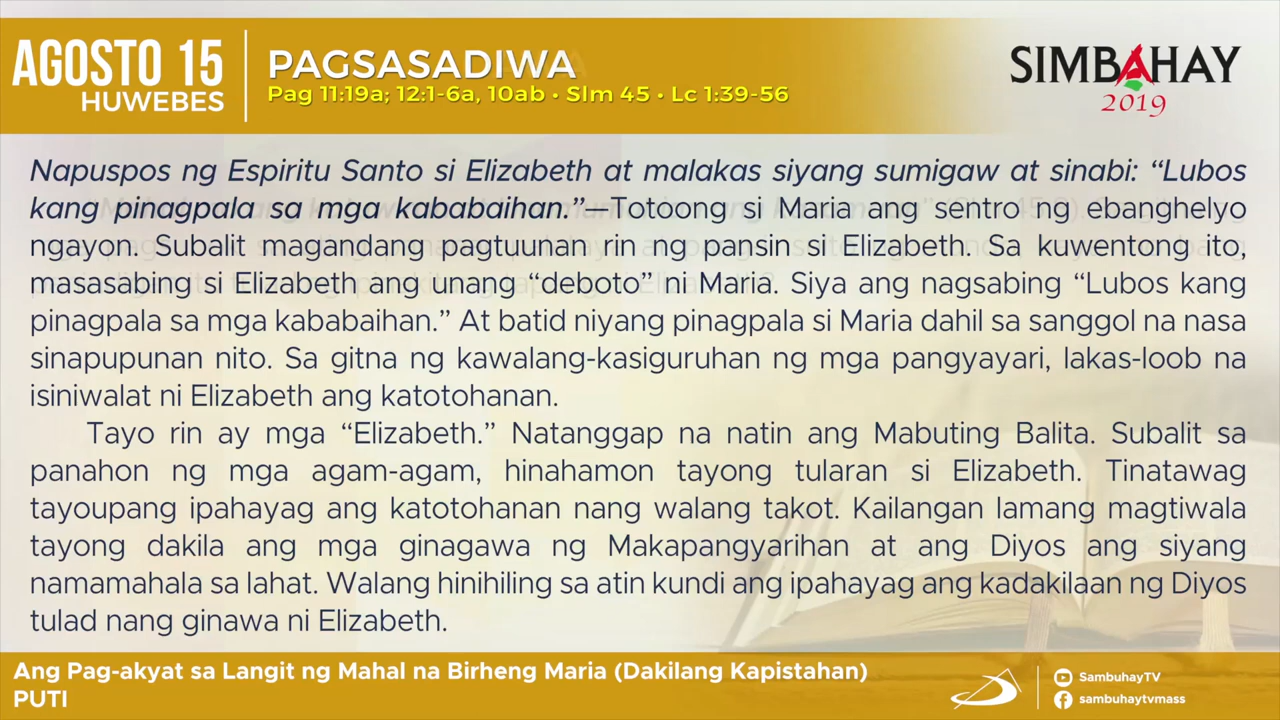 AGOSTO 15
HUWEBES
PAGSASADIWA
Pag 11:19a; 12:1-6a, 10ab • Slm 45 • Lc 1:39-56
SIMBAHAY
2019
Napuspos ng Espiritu Santo si Elizabeth at malakas siyang sumigaw at sinabi: “Lubos
kang pinagpala sa mga kababaihan.”—Totoong si Maria ang sentro ng ebanghelyo
ngayon. Subalit magandang pagtuunan rin ng pansin si Elizabeth. Sa kuwentong ito,
masasabing si Elizabeth ang unang “deboto” ni Maria. Siya ang nagsabing “Lubos kang
pinagpala sa mga kababaihan.” At batid niyang pinagpala si Maria dahil sa sanggol na nasa
sinapupunan nito. Sa gitna ng kawalang-kasiguruhan ng mga pangyayari, lakas-loob na
isiniwalat ni Elizabeth ang katotohanan.
Tayo rin ay mga “Elizabeth.” Natanggap na natin ang Mabuting Balita. Subalit sa
panahon ng mga agam-agam, hinahamon tayong tularan si Elizabeth. Tinatawag
tayoupang ipahayag ang katotohanan nang walang takot. Kailangan lamang magtiwala
tayong dakila ang mga ginagawa ng Makapangyarihan at ang Diyos ang siyang
namamahala sa lahat. Walang hinihiling sa atin kundi ang ipahayag ang kadakilaan ng Diyos
tulad nang ginawa ni Elizabeth.
Ang Pag-akyat sa Langit ng Mahal na Birheng Maria (Dakilang Kapistahan)
PUTI
SambuhayTV
sambuhaytvmass